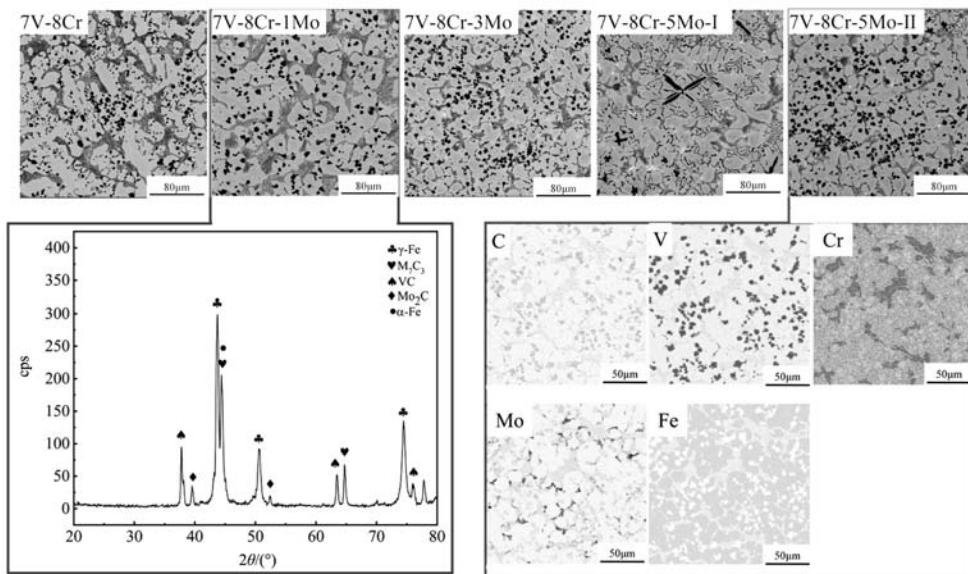 7V-8Cr
7V-8Cr-1Mo
7V-8Cr-3Mo
7V-8Cr-5Mo-I
7V-8Cr-5Mo-II
80μm
80μm
80μm
80μm
80μm
400
350
300
250
200
150
100
50
0
cps
♣γ-Fe
♥M₇C₃
♠VC
♦Mo₂C
●α-Fe
20 30 40 50 60 70 80
2θ/(°)
C
V
Cr
50μm
50μm
50μm
Mo
Fe
50μm
50μm